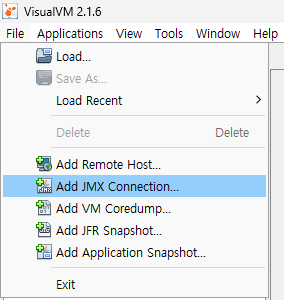 VisualVM 2.1.6
File Applications View Tools Window Help
Load...
Save As...
Load Recent
Delete Delete
Add Remote Host...
Add JMX Connection...
Add VM Coredump...
Add JFR Snapshot...
Add Application Snapshot...
Exit